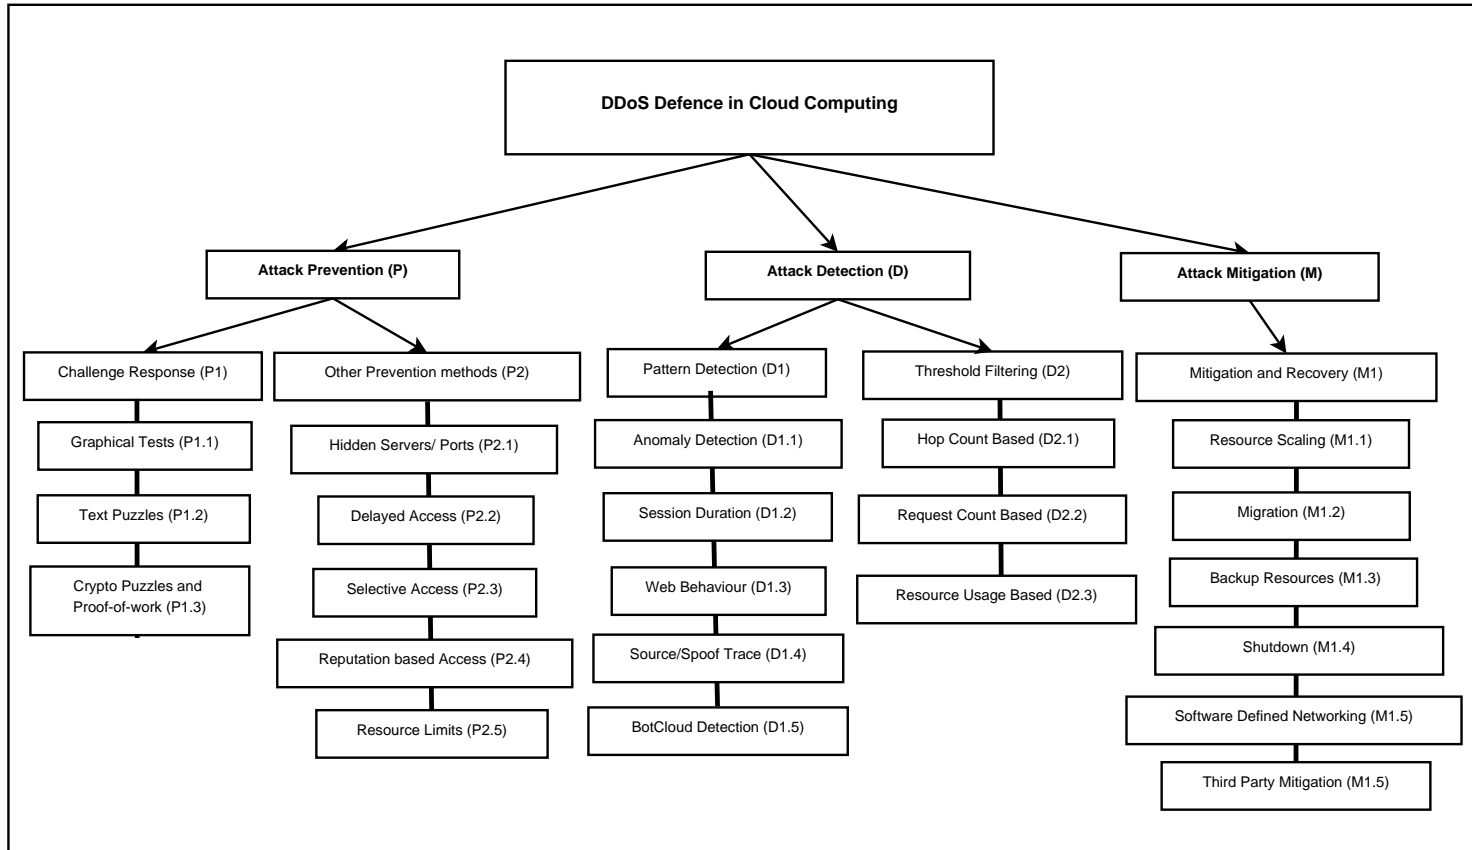 DDoS Defence in Cloud Computing
Attack Prevention (P)
Attack Detection (D)
Attack Mitigation (M)
Challenge Response (P1)
Other Prevention methods (P2)
Pattern Detection (D1)
Threshold Filtering (D2)
Mitigation and Recovery (M1)
Graphical Tests (P1.1)
Text Puzzles (P1.2)
Crypto Puzzles and
Proof-of-work (P1.3)
Hidden Servers/ Ports (P2.1)
Delayed Access (P2.2)
Selective Access (P2.3)
Reputation based Access (P2.4)
Resource Limits (P2.5)
Anomaly Detection (D1.1)
Session Duration (D1.2)
Web Behaviour (D1.3)
Source/Spoof Trace (D1.4)
BotCloud Detection (D1.5)
Hop Count Based (D2.1)
Request Count Based (D2.2)
Resource Usage Based (D2.3)
Resource Scaling (M1.1)
Migration (M1.2)
Backup Resources (M1.3)
Shutdown (M1.4)
Software Defined Networking (M1.5)
Third Party Mitigation (M1.5)